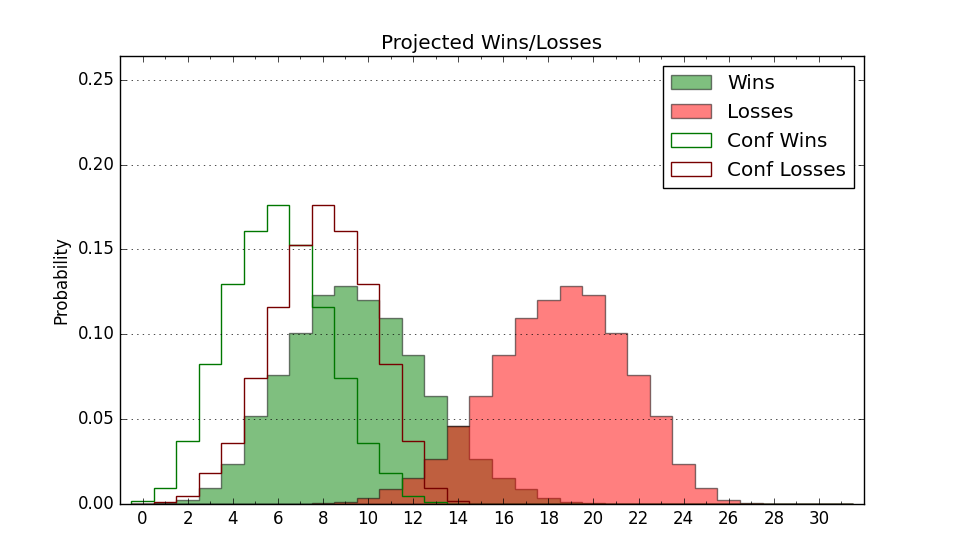 Projected Wins/Losses
Wins
Losses
Conf Wins
Conf Losses
Probability
0.25
0.20
0.15
0.10
0.05
0.00
0 2 4 6 8 10 12 14 16 18 20 22 24 26 28 30